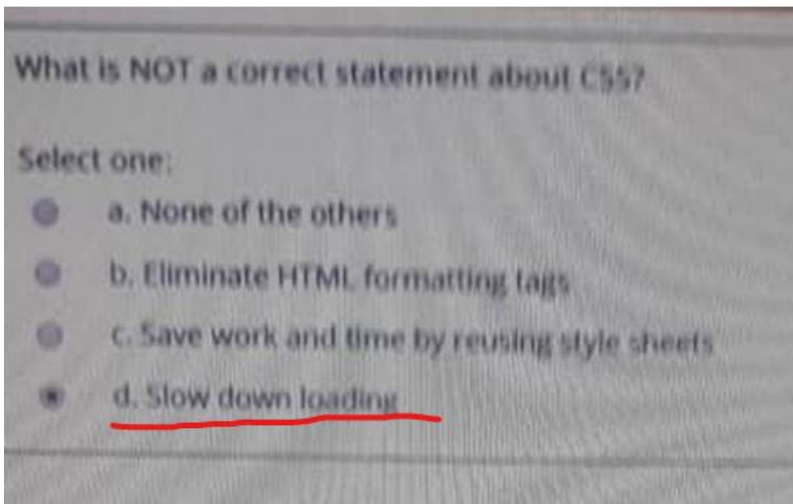 What is NOT a correct statement about CSS?
Select one:
a. None of the others
b. Eliminate HTML formatting tags
c. Save work and time by reusing style sheets
d. Slow down loading